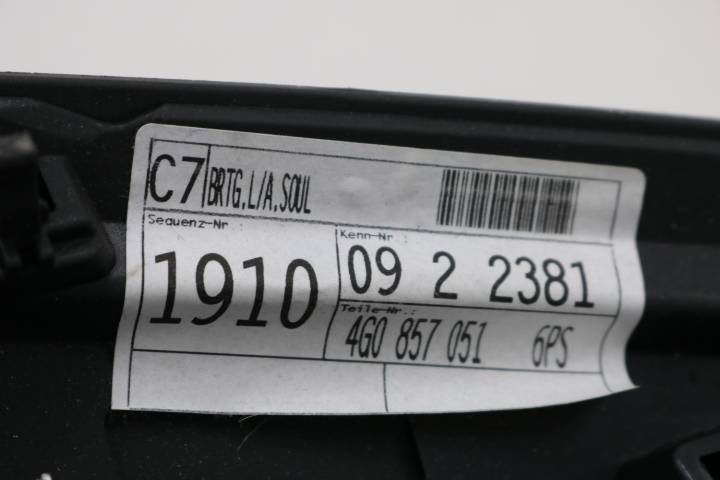 C7 BRTG,L/A,SOUL
Sequenz-Nr.:
Kenn-Nr.:
1910
09 2 2381
Teile-Nr.:
4G0 857 051 6PS